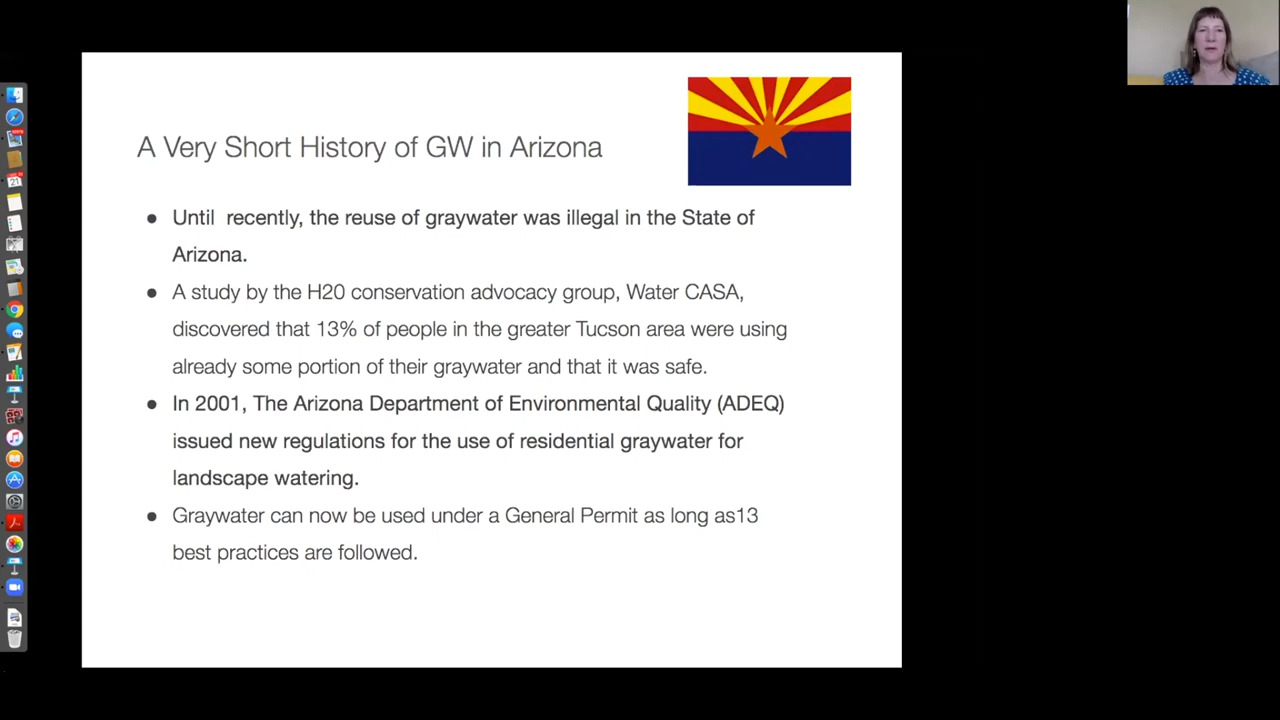 A Very Short History of GW in Arizona
● Until recently, the reuse of graywater was illegal in the State of
Arizona.
● A study by the H20 conservation advocacy group, Water CASA,
discovered that 13% of people in the greater Tucson area were using
already some portion of their graywater and that it was safe.
● In 2001, The Arizona Department of Environmental Quality (ADEQ)
issued new regulations for the use of residential graywater for
landscape watering.
● Graywater can now be used under a General Permit as long as13
best practices are followed.
21